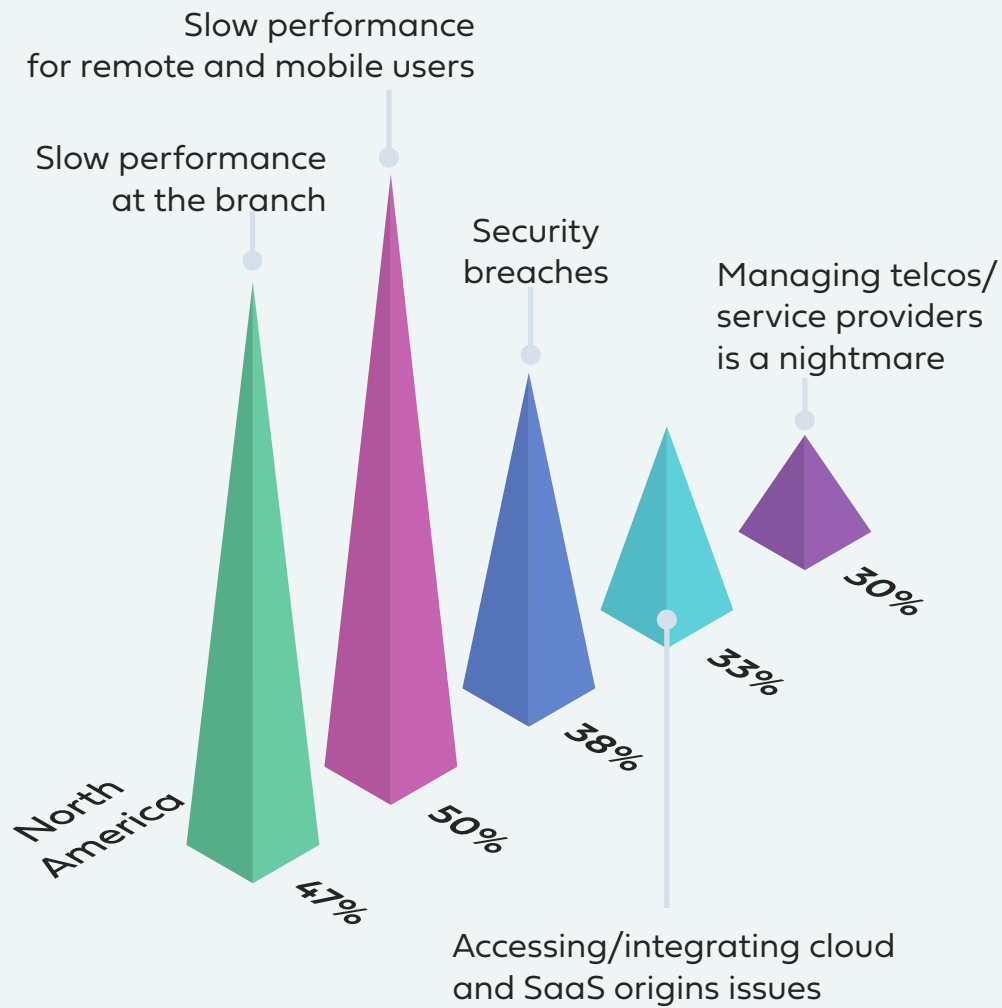 Slow performance
for remote and mobile users
Slow performance
at the branch
Security
breaches
Managing telcos/
service providers
is a nightmare
North
America
47%
50%
38%
33%
30%
Accessing/integrating cloud
and SaaS origins issues